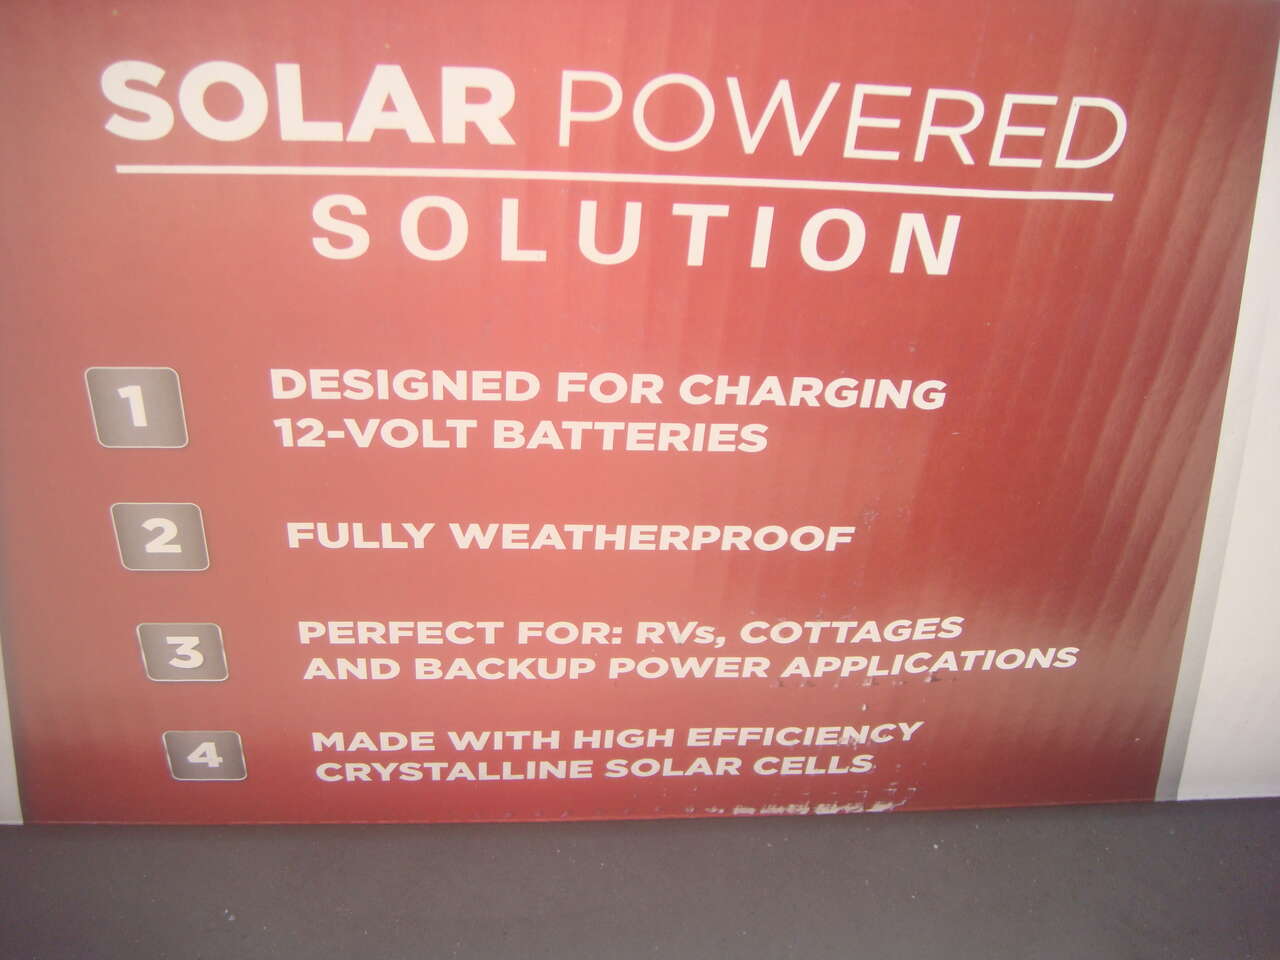 SOLAR POWERED
SOLUTION
1
DESIGNED FOR CHARGING
12-VOLT BATTERIES
2
FULLY WEATHERPROOF
3
PERFECT FOR: RVs, COTTAGES
AND BACKUP POWER APPLICATIONS
4
MADE WITH HIGH EFFICIENCY
CRYSTALLINE SOLAR CELLS